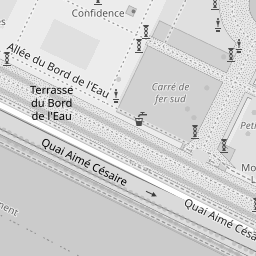 Confidence
Allée du Bord de l'Eau
Carré de
fer sud
Terrasse
du Bord
de l'Eau
Quai Aimé Césaire
Quai Aimé